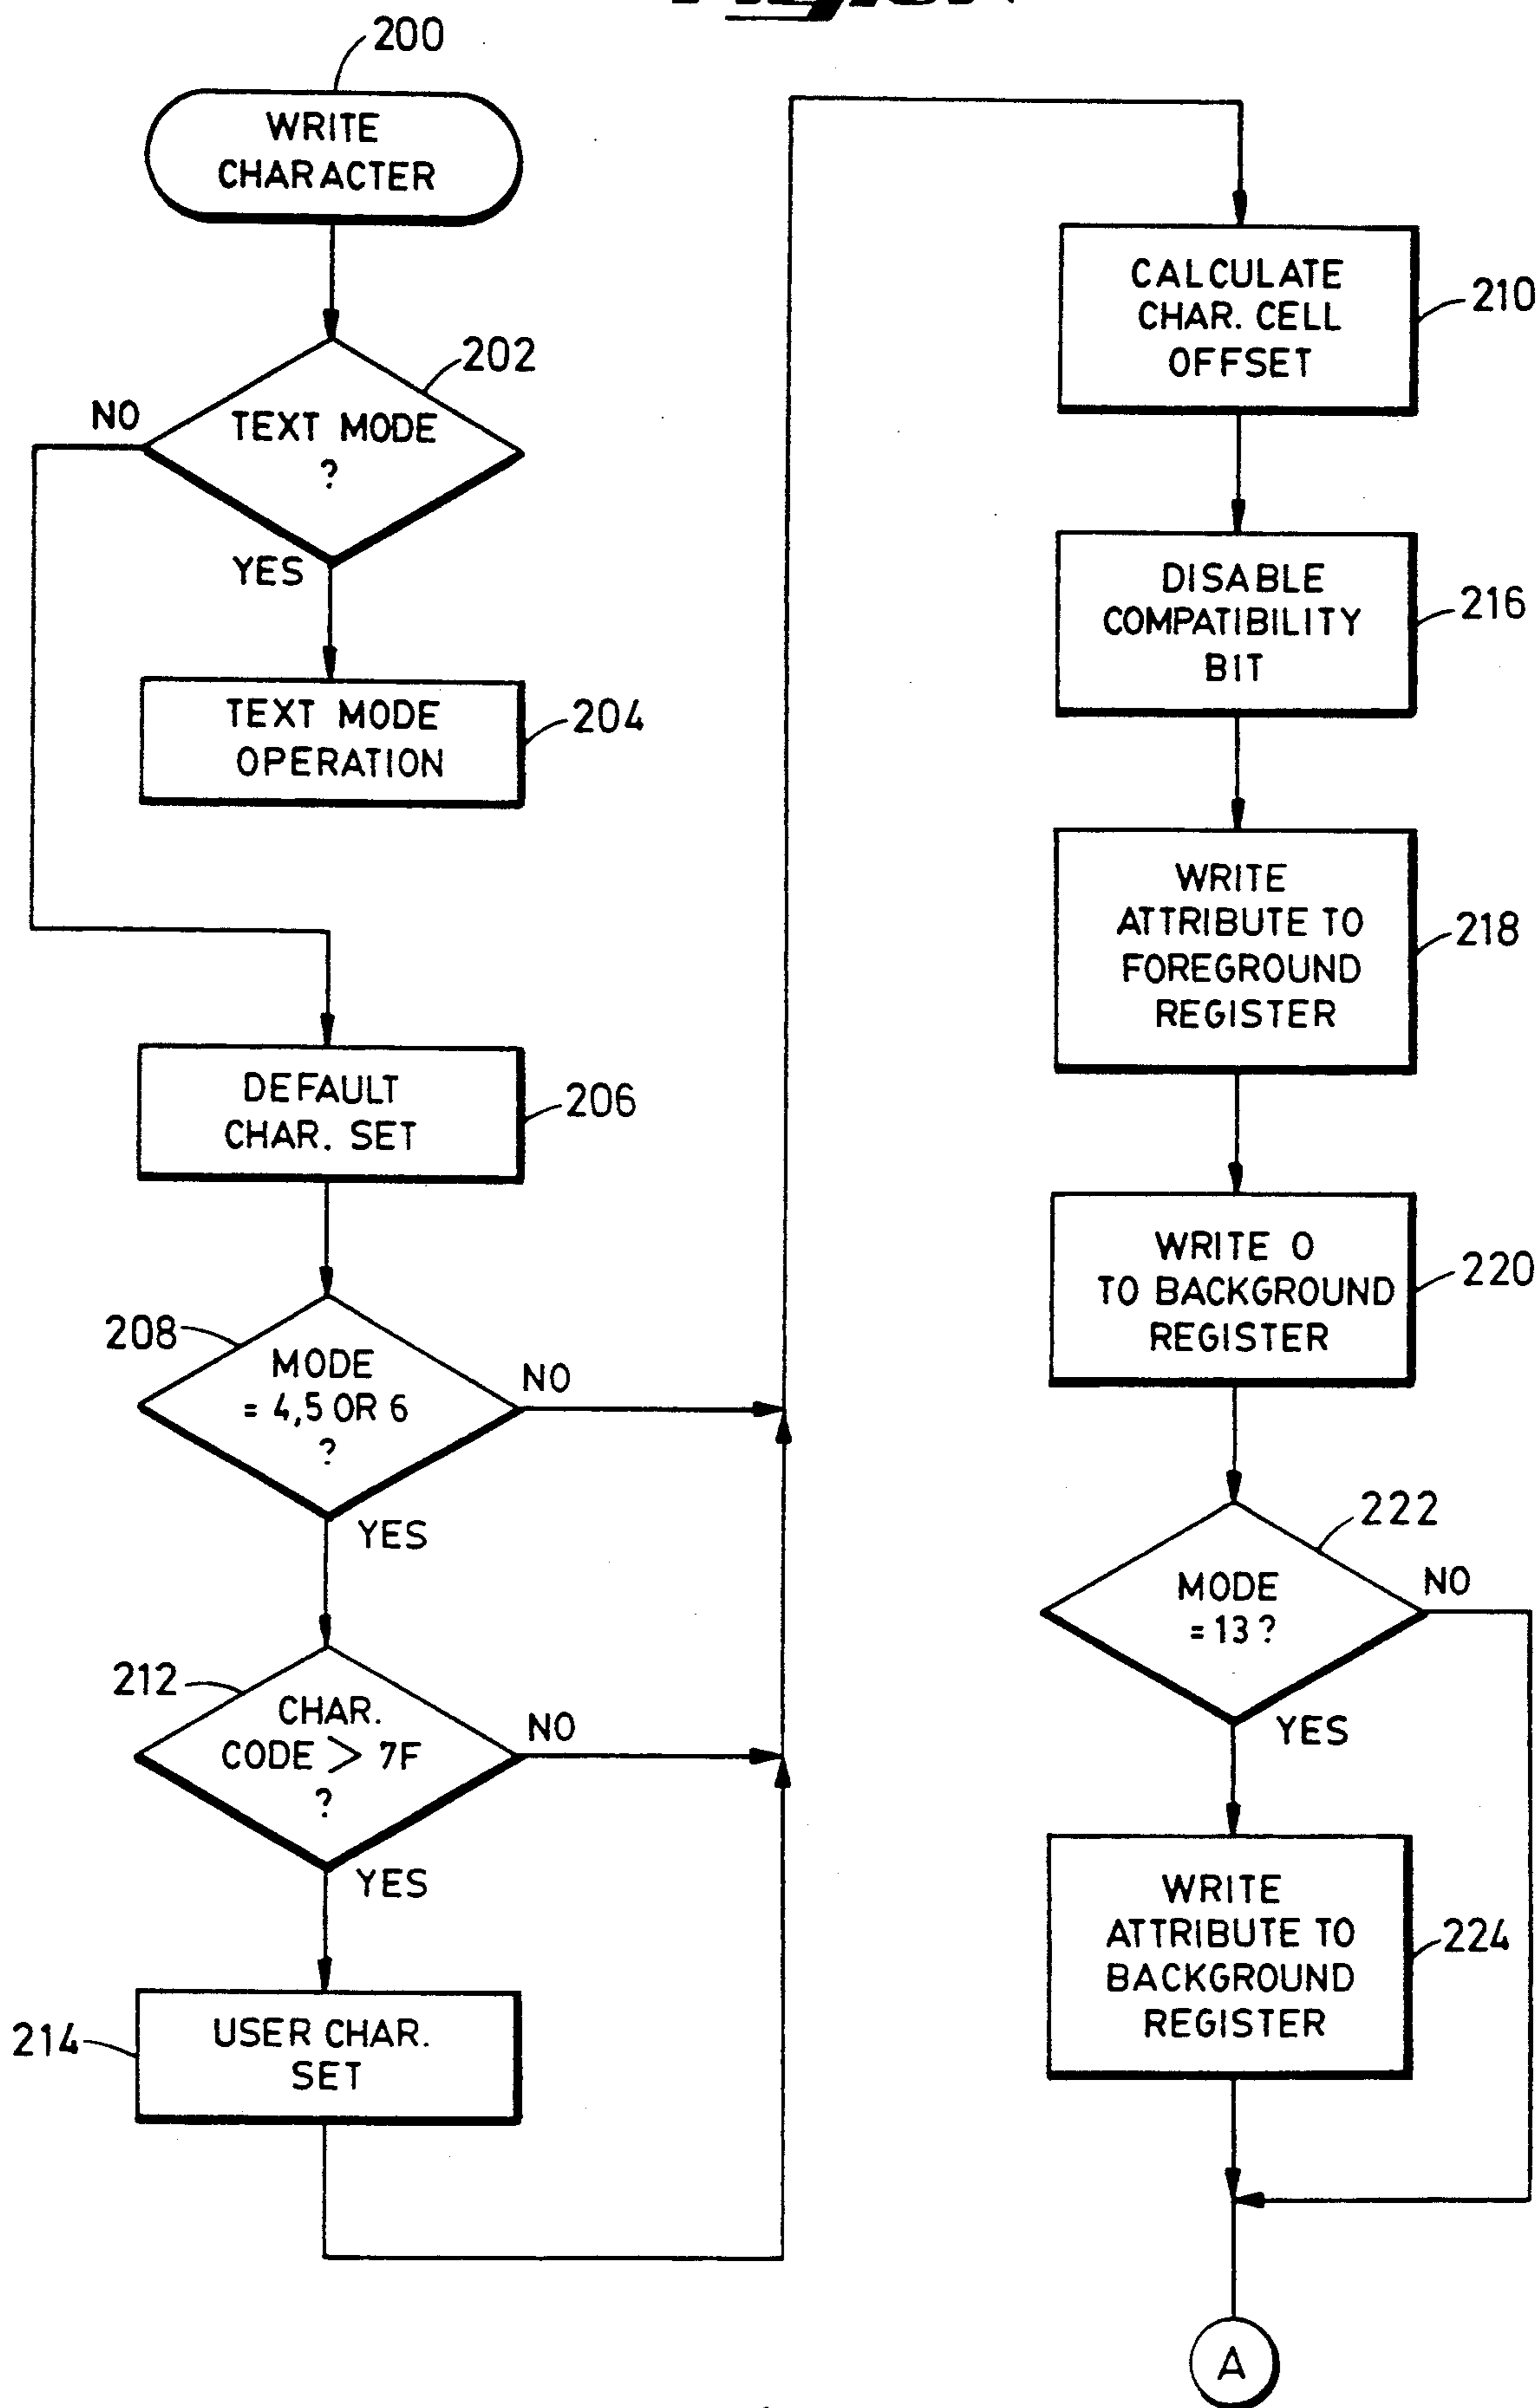 200
WRITE
CHARACTER
202
NO
TEXT MODE
?
YES
TEXT MODE
OPERATION
204
DEFAULT
CHAR. SET
206
208
MODE
= 4,5 OR 6
?
NO
YES
212
CHAR.
CODE > 7F
?
NO
YES
214
USER CHAR.
SET
CALCULATE
CHAR. CELL
OFFSET
210
DISABLE
COMPATIBILITY
BIT
216
WRITE
ATTRIBUTE TO
FOREGROUND
REGISTER
218
WRITE 0
TO BACKGROUND
REGISTER
220
222
MODE
= 13 ?
NO
YES
WRITE
ATTRIBUTE TO
BACKGROUND
REGISTER
224
A